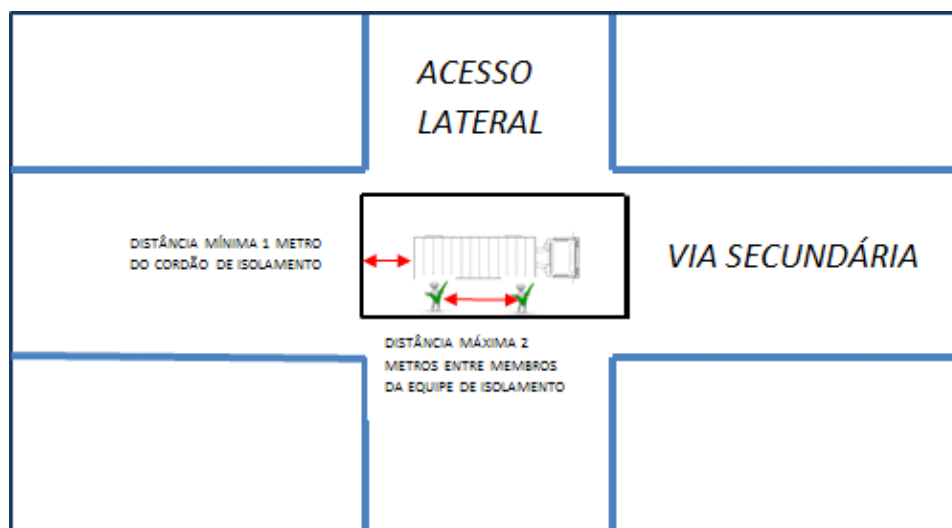 ACESSO
LATERAL
DISTÂNCIA MÍNIMA 1 METRO
DO CORDÃO DE ISOLAMENTO
VIA SECUNDÁRIA
DISTÂNCIA MÁXIMA 2
METROS ENTRE MEMBROS
DA EQUIPE DE ISOLAMENTO